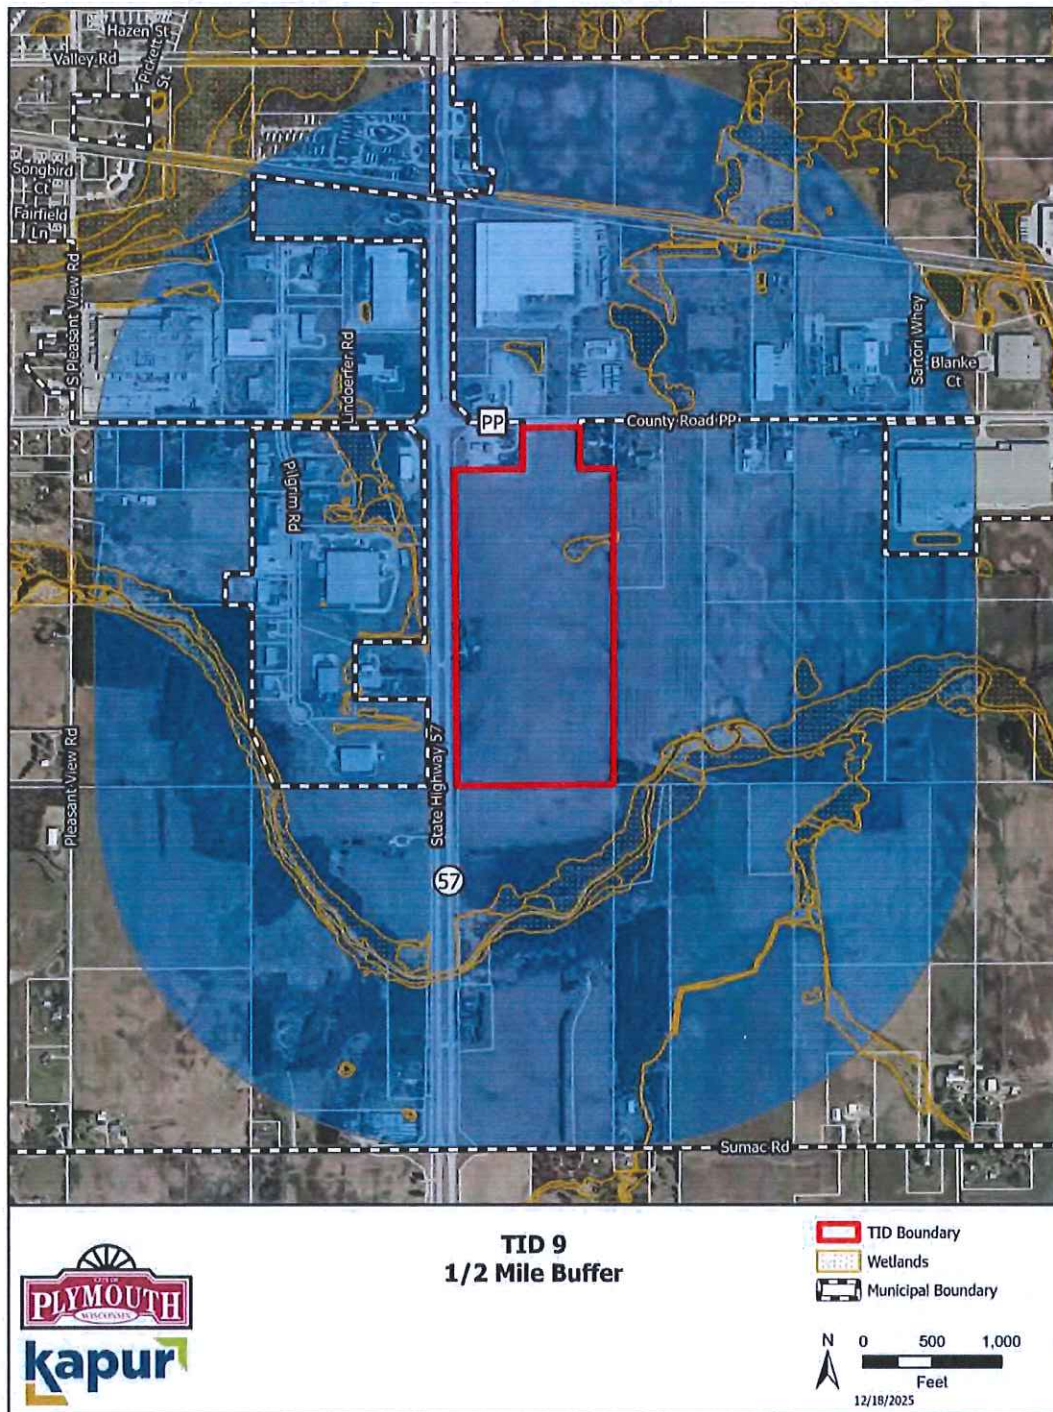 Hazen St
Valley Rd
Pickett
St
Songbird
Ct
Fairfield
Ln
S Pleasant View Rd
Lindoerfer Rd
Sartori Whey
Blanke
Ct
PP
County Road PP
Pilgrim Rd
Pleasant View Rd
State Highway 57
57
Sumac Rd
TID 9
1/2 Mile Buffer
TID Boundary
Wetlands
Municipal Boundary
CITY OF
PLYMOUTH
WISCONSIN
kapur
N
0 500 1,000
Feet
12/18/2025